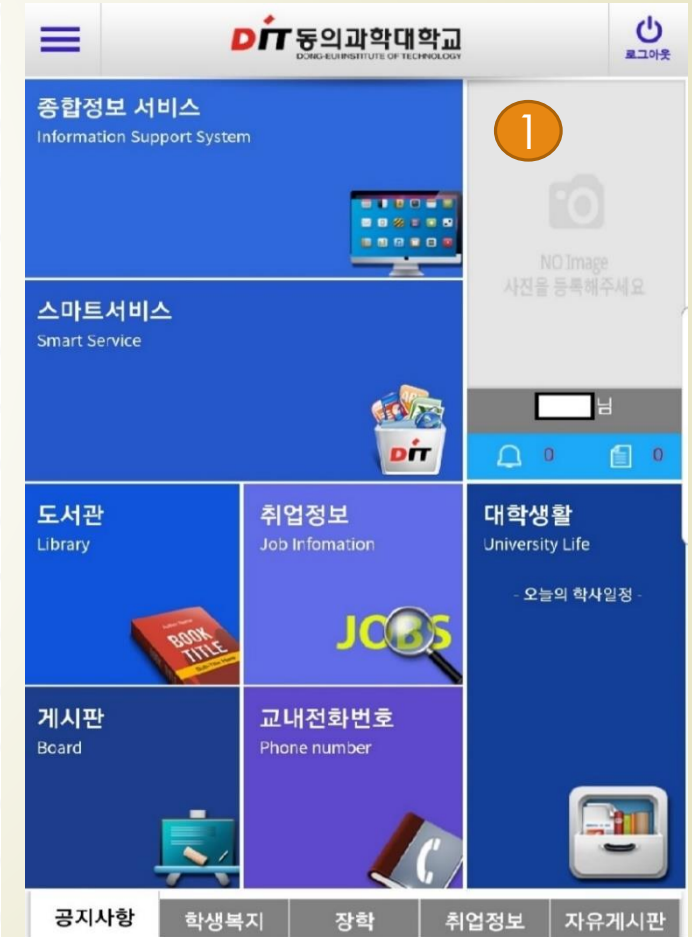 DIT 동의과학대학교
DONG-EUI INSTITUTE OF TECHNOLOGY
로그아웃
종합정보 서비스
Information Support System
1
NO Image
사진을 등록해주세요
스마트서비스
Smart Service
님
DIT
0 0
도서관
Library
BOOK
TITLE
취업정보
Job Infomation
JOBS
대학생활
University Life
- 오늘의 학사일정 -
게시판
Board
교내전화번호
Phone number
공지사항 학생복지 장학 취업정보 자유게시판